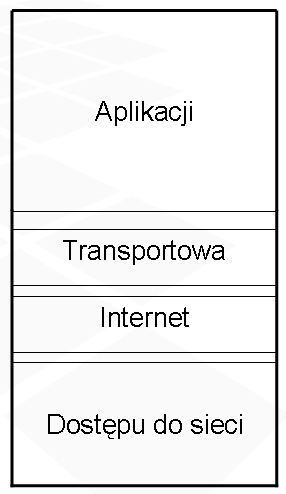 Aplikacji
Transportowa
Internet
Dostępu do sieci